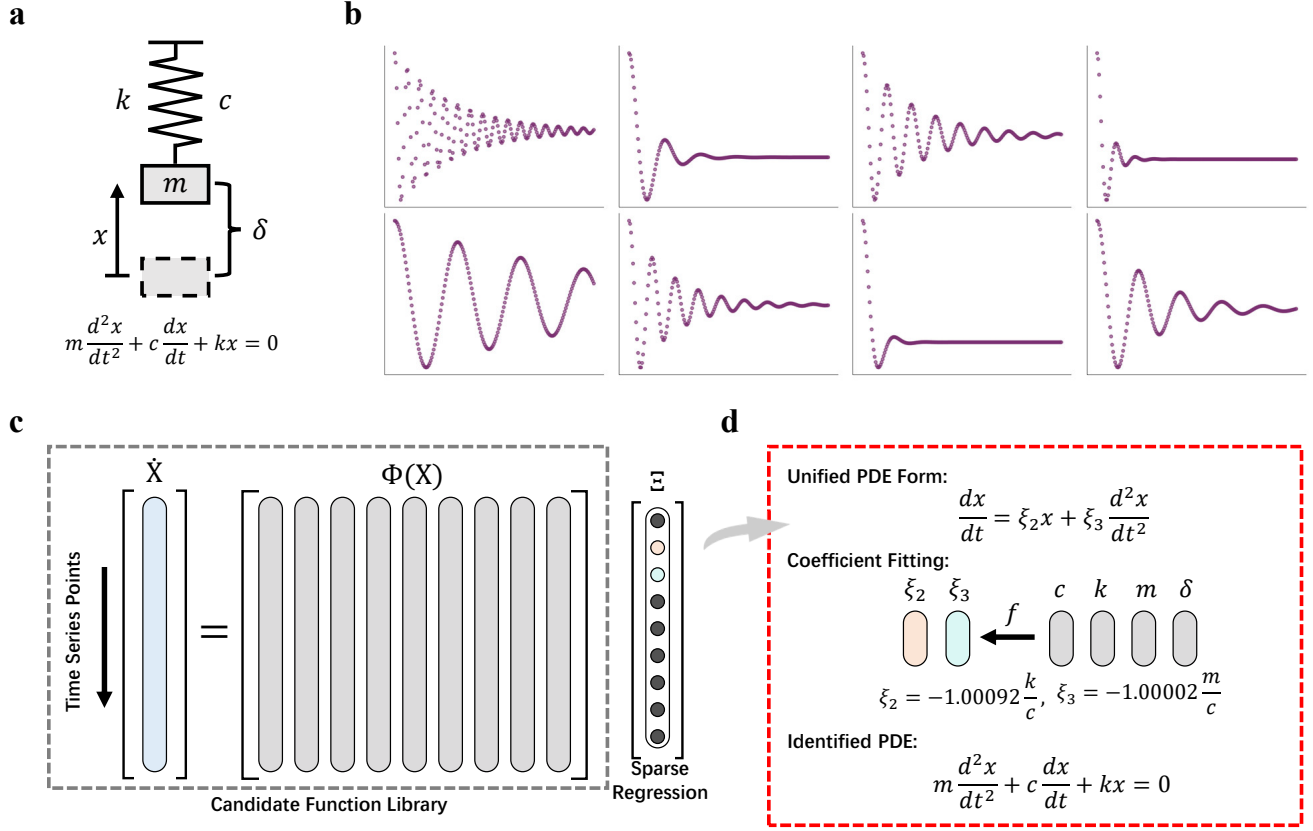 a
k
c
m
x
δ
m d²x/dt² + c dx/dt + kx = 0
b
c
Ẋ
Φ(X)
Ξ
Time Series Points
=
Candidate Function Library
Sparse
Regression
d
Unified PDE Form:
dx/dt = ξ₂x + ξ₃ d²x/dt²
Coefficient Fitting:
ξ₂ ξ₃ f c k m δ
ξ₂ = −1.00092 k/c, ξ₃ = −1.00002 m/c
Identified PDE:
m d²x/dt² + c dx/dt + kx = 0